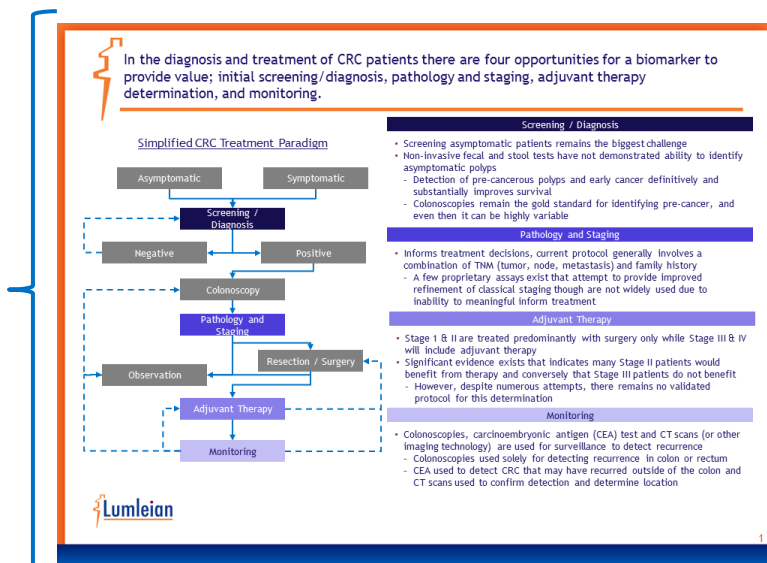 In the diagnosis and treatment of CRC patients there are four opportunities for a biomarker to
provide value; initial screening/diagnosis, pathology and staging, adjuvant therapy
determination, and monitoring.
Simplified CRC Treatment Paradigm
Asymptomatic
Symptomatic
Screening /
Diagnosis
Negative
Positive
Colonoscopy
Pathology and
Staging
Resection / Surgery
Observation
Adjuvant Therapy
Monitoring
Screening / Diagnosis
• Screening asymptomatic patients remains the biggest challenge
• Non-invasive fecal and stool tests have not demonstrated ability to identify
asymptomatic polyps
- Detection of pre-cancerous polyps and early cancer definitively and
substantially improves survival
- Colonoscopies remain the gold standard for identifying pre-cancer, and
even then it can be highly variable
Pathology and Staging
• Informs treatment decisions, current protocol generally involves a
combination of TNM (tumor, node, metastasis) and family history
- A few proprietary assays exist that attempt to provide improved
refinement of classical staging though are not widely used due to
inability to meaningful inform treatment
Adjuvant Therapy
• Stage 1 & II are treated predominantly with surgery only while Stage III & IV
will include adjuvant therapy
• Significant evidence exists that indicates many Stage II patients would
benefit from therapy and conversely that Stage III patients do not benefit
- However, despite numerous attempts, there remains no validated
protocol for this determination
Monitoring
• Colonoscopies, carcinoembryonic antigen (CEA) test and CT scans (or other
imaging technology) are used for surveillance to detect recurrence
- Colonoscopies used solely for detecting recurrence in colon or rectum
- CEA used to detect CRC that may have recurred outside of the colon and
CT scans used to confirm detection and determine location
Lumleian
1